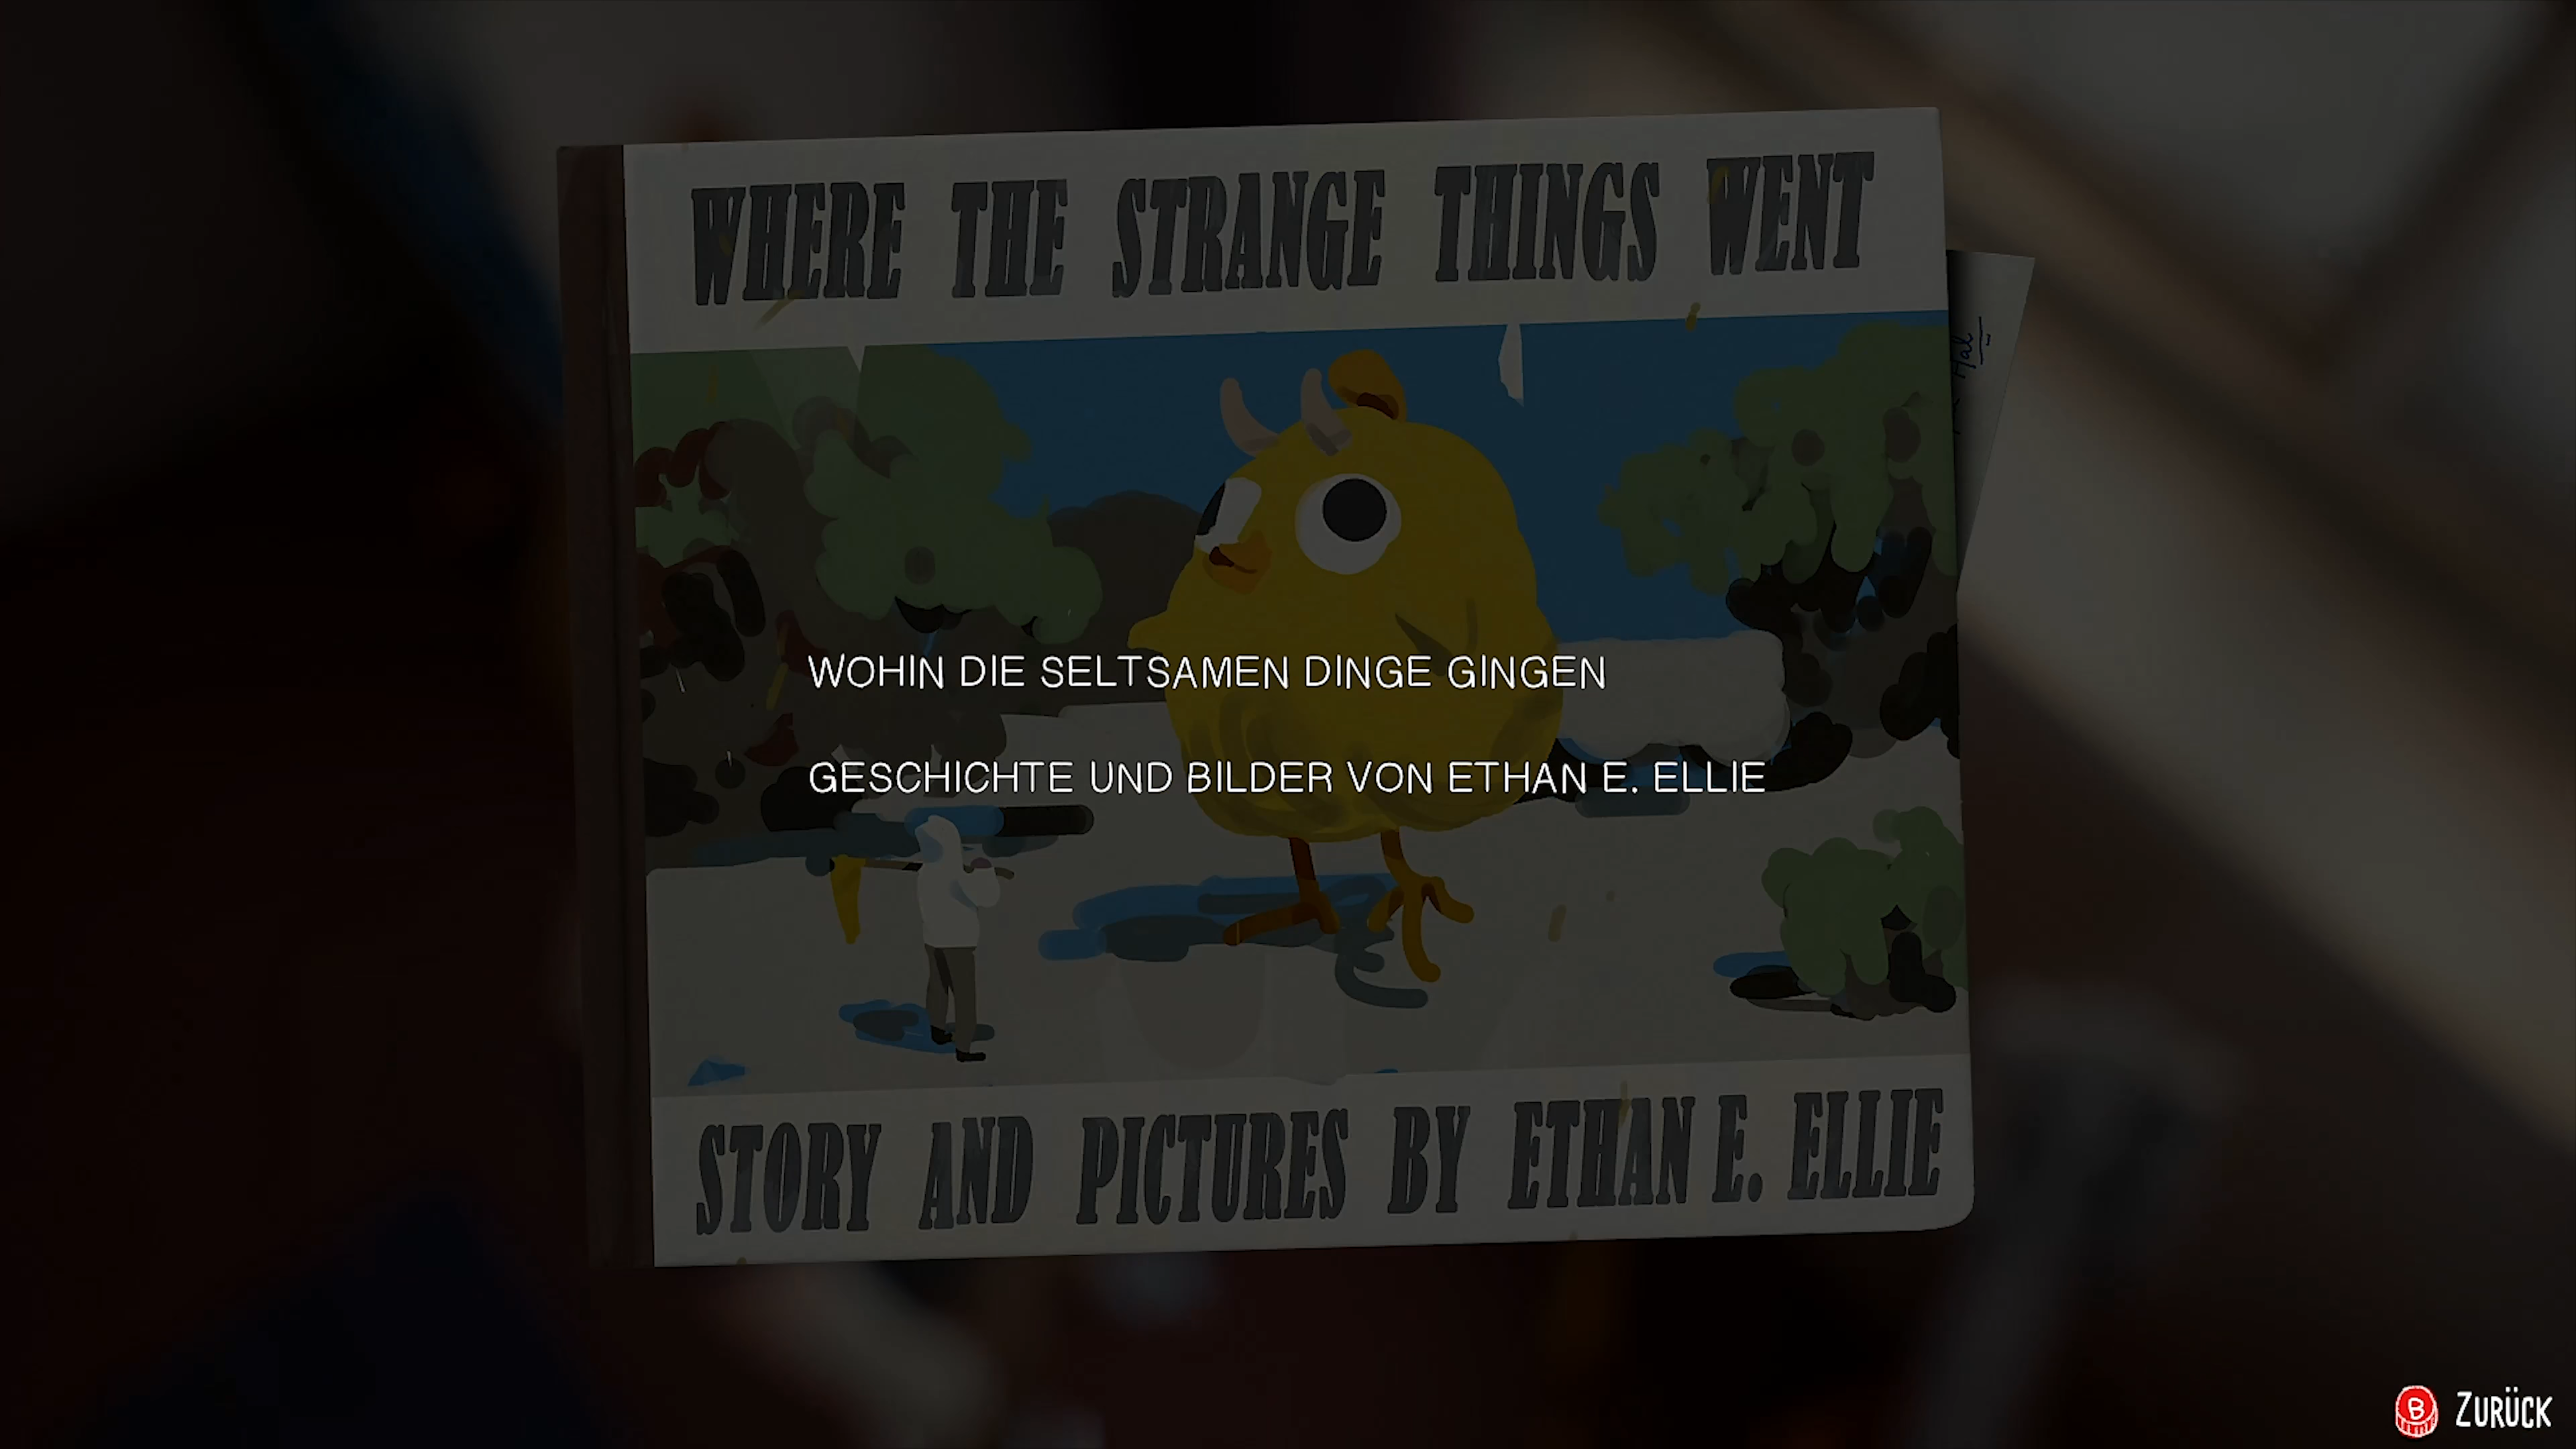 WHERE THE STRANGE THINGS WENT
Hal
WOHIN DIE SELTSAMEN DINGE GINGEN
GESCHICHTE UND BILDER VON ETHAN E. ELLIE
STORY AND PICTURES BY ETHAN E. ELLIE
B ZURÜCK